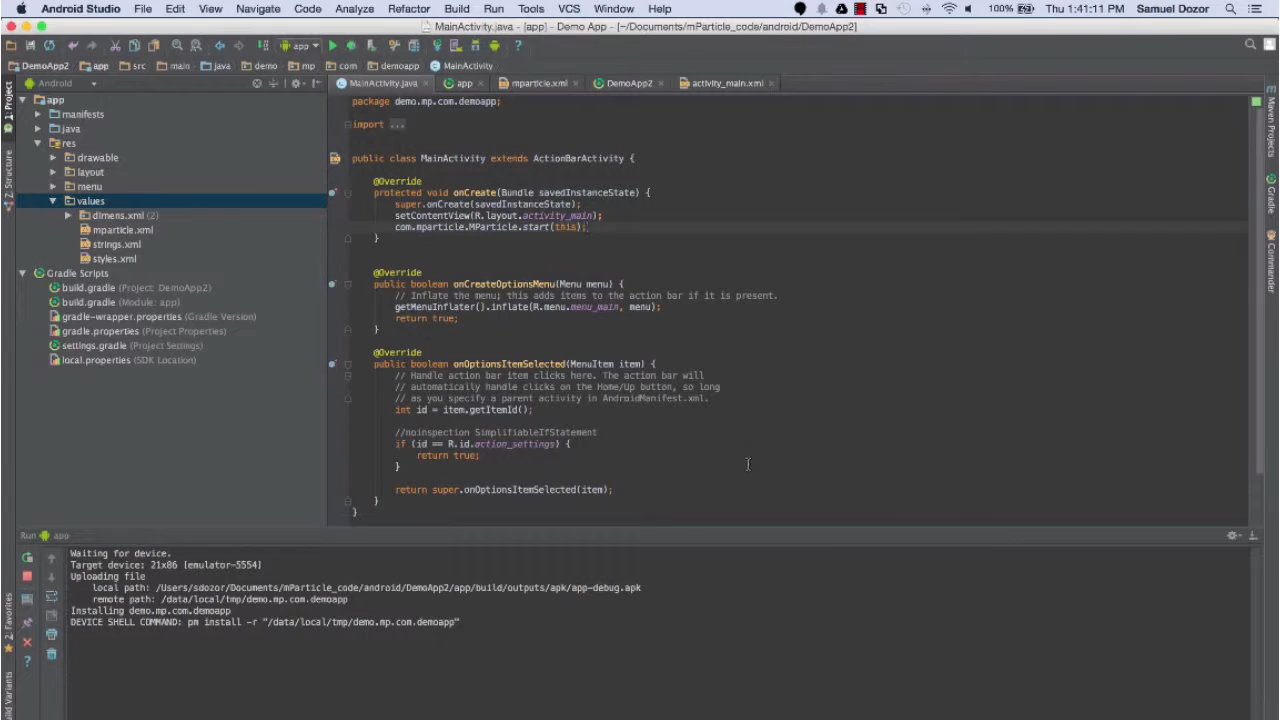 Android Studio File Edit View Navigate Code Analyze Refactor Build Run Tools VCS Window Help 100% Thu 1:41:11 PM Samuel Dozor
MainActivity.java - [app] - Demo App - [~/Documents/mParticle_code/android/DemoApp2]
app
DemoApp2 app src main java demo mp com demoapp MainActivity
Android
MainActivity.java app mparticle.xml DemoApp2 activity_main.xml
1: Project
Z: Structure
2: Favorites
Build Variants
Maven Projects
Gradle
Commander
app
manifests
java
res
drawable
layout
menu
values
dimens.xml (2)
mparticle.xml
strings.xml
styles.xml
Gradle Scripts
build.gradle (Project: DemoApp2)
build.gradle (Module: app)
gradle-wrapper.properties (Gradle Version)
gradle.properties (Project Properties)
settings.gradle (Project Settings)
local.properties (SDK Location)
package demo.mp.com.demoapp;
import ...
public class MainActivity extends ActionBarActivity {
@Override
protected void onCreate(Bundle savedInstanceState) {
super.onCreate(savedInstanceState);
setContentView(R.layout.activity_main);
com.mparticle.MParticle.start(this);
}
@Override
public boolean onCreateOptionsMenu(Menu menu) {
// Inflate the menu; this adds items to the action bar if it is present.
getMenuInflater().inflate(R.menu.menu_main, menu);
return true;
}
@Override
public boolean onOptionsItemSelected(MenuItem item) {
// Handle action bar item clicks here. The action bar will
// automatically handle clicks on the Home/Up button, so long
// as you specify a parent activity in AndroidManifest.xml.
int id = item.getItemId();
//noinspection SimplifiableIfStatement
if (id == R.id.action_settings) {
return true;
}
return super.onOptionsItemSelected(item);
}
}
Run app
Waiting for device.
Target device: 21x86 [emulator-5554]
Uploading file
local path: /Users/sdozor/Documents/mParticle_code/android/DemoApp2/app/build/outputs/apk/app-debug.apk
remote path: /data/local/tmp/demo.mp.com.demoapp
Installing demo.mp.com.demoapp
DEVICE SHELL COMMAND: pm install -r "/data/local/tmp/demo.mp.com.demoapp"